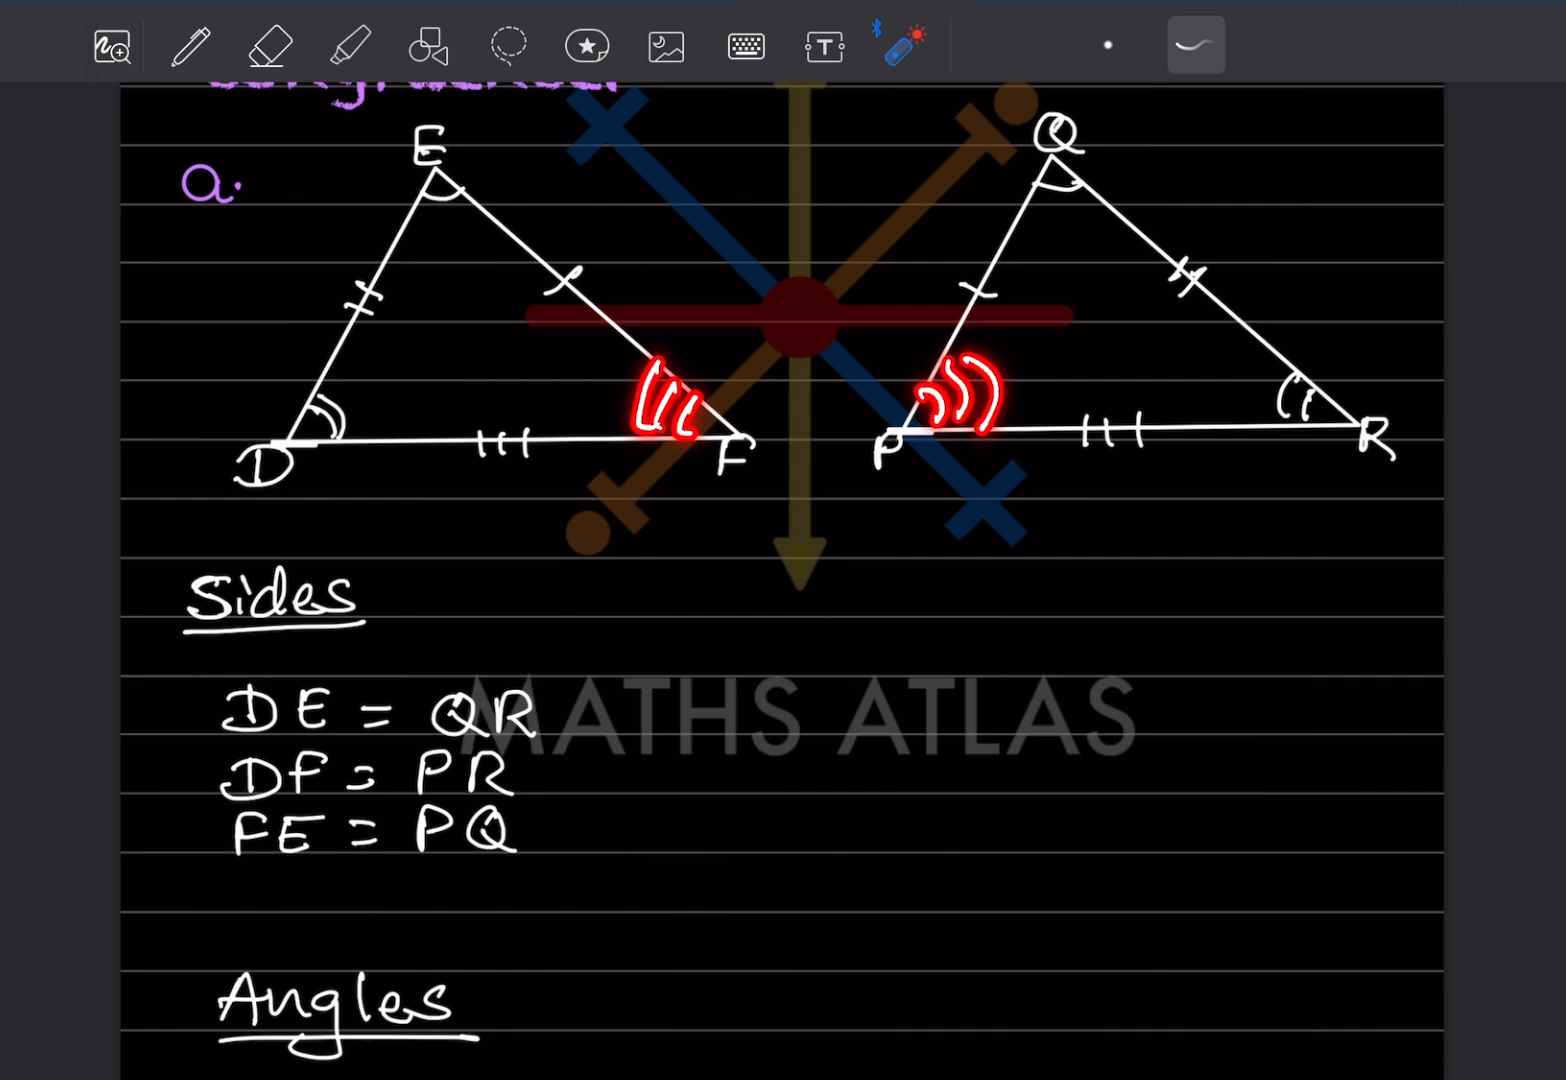 a.
E
Q
D
F
P
R
Sides
DE = QR
DF = PR
FE = PQ
MATHS ATLAS
Angles